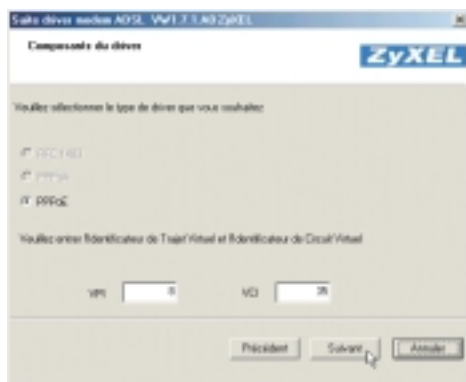 Suite driver modem ADSL VW1.7.1.A0 ZyXEL
Composants du driver
ZyXEL
Veuillez sélectionner le type de driver que vous souhaitez
RFC1483
PPPoA
PPPoE
Veuillez entrer l'identificateur de Trajet Virtuel et l'identificateur de Circuit Virtuel
VPI 8 VCI 35
Précédent Suivant Annuler